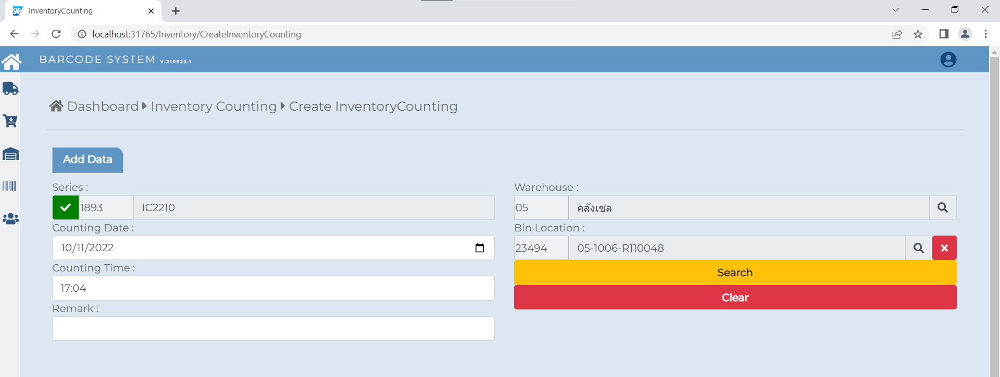 InventoryCounting
localhost:31765/Inventory/CreateInventoryCounting
BARCODE SYSTEM V.210922.1
Dashboard Inventory Counting Create InventoryCounting
Add Data
Series :
1893 IC2210
Counting Date :
10/11/2022
Counting Time :
17:04
Remark :
Warehouse :
05 คลังเซล
Bin Location :
23494 05-1006-R110048
Search
Clear